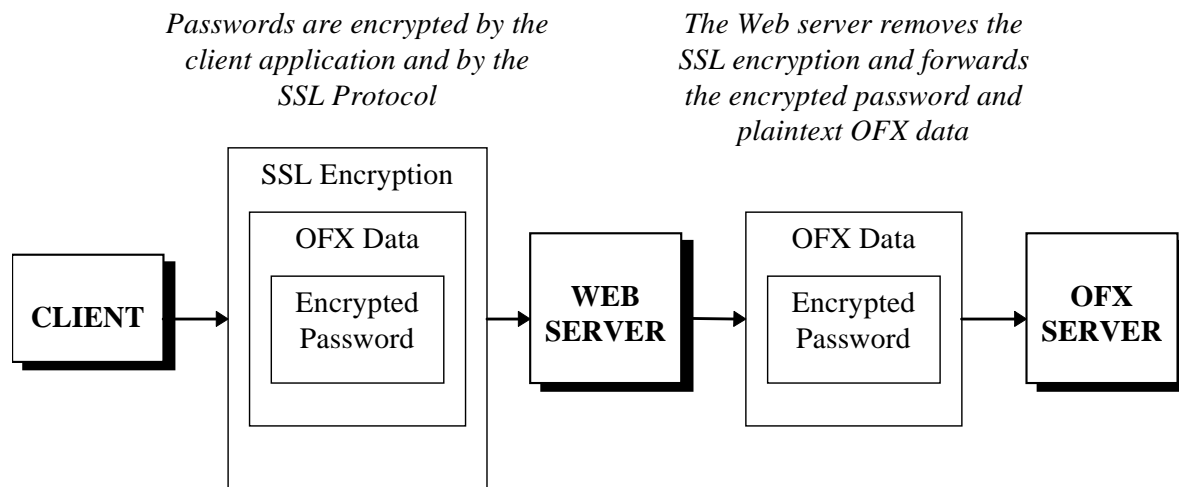 Passwords are encrypted by the
client application and by the
SSL Protocol
The Web server removes the
SSL encryption and forwards
the encrypted password and
plaintext OFX data
SSL Encryption
OFX Data
Encrypted
Password
CLIENT
WEB
SERVER
OFX Data
Encrypted
Password
OFX
SERVER